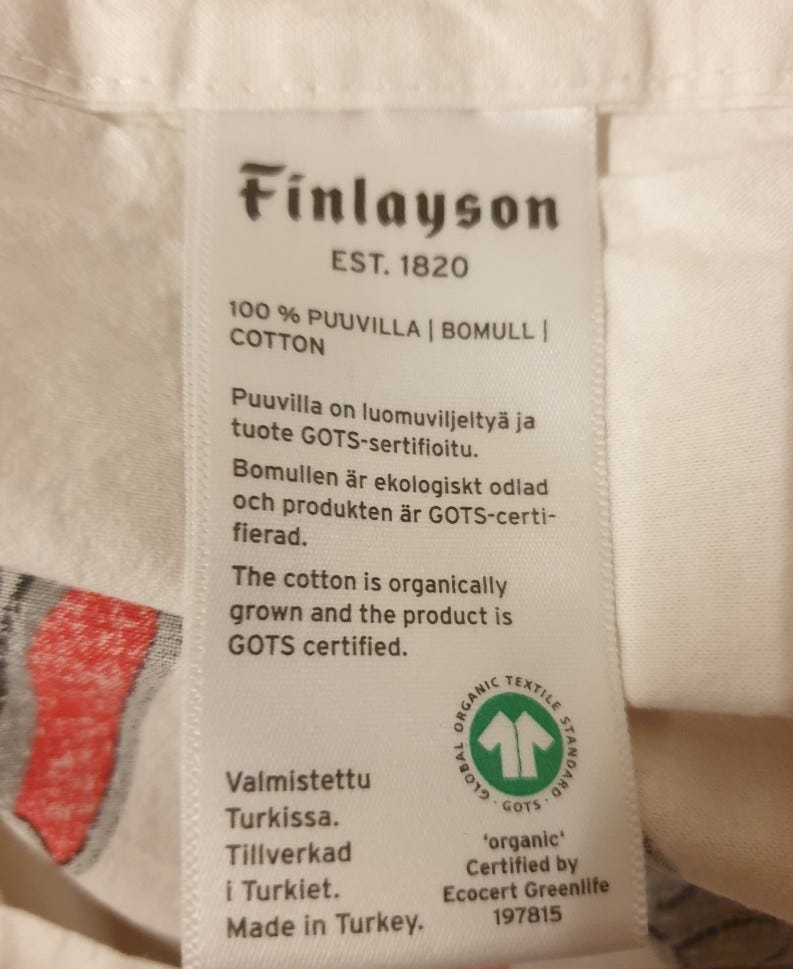 Finlayson
EST. 1820
100 % PUUVILLA | BOMULL |
COTTON
Puuvilla on luomuviljeltyä ja
tuote GOTS-sertifioitu.
Bomullen är ekologiskt odlad
och produkten är GOTS-certi-
fierad.
The cotton is organically
grown and the product is
GOTS certified.
GLOBAL ORGANIC TEXTILE STANDARD
· GOTS ·
Valmistettu
Turkissa.
Tillverkad
i Turkiet.
Made in Turkey.
‘organic‘
Certified by
Ecocert Greenlife
197815